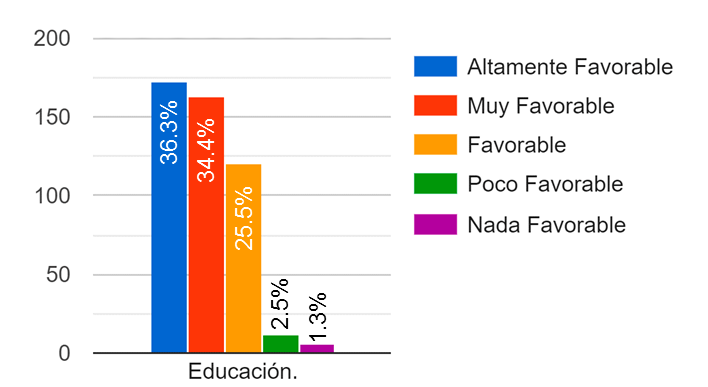 200
150
100
50
0
36.3%
34.4%
25.5%
2.5%
1.3%
Educación.
Altamente Favorable
Muy Favorable
Favorable
Poco Favorable
Nada Favorable